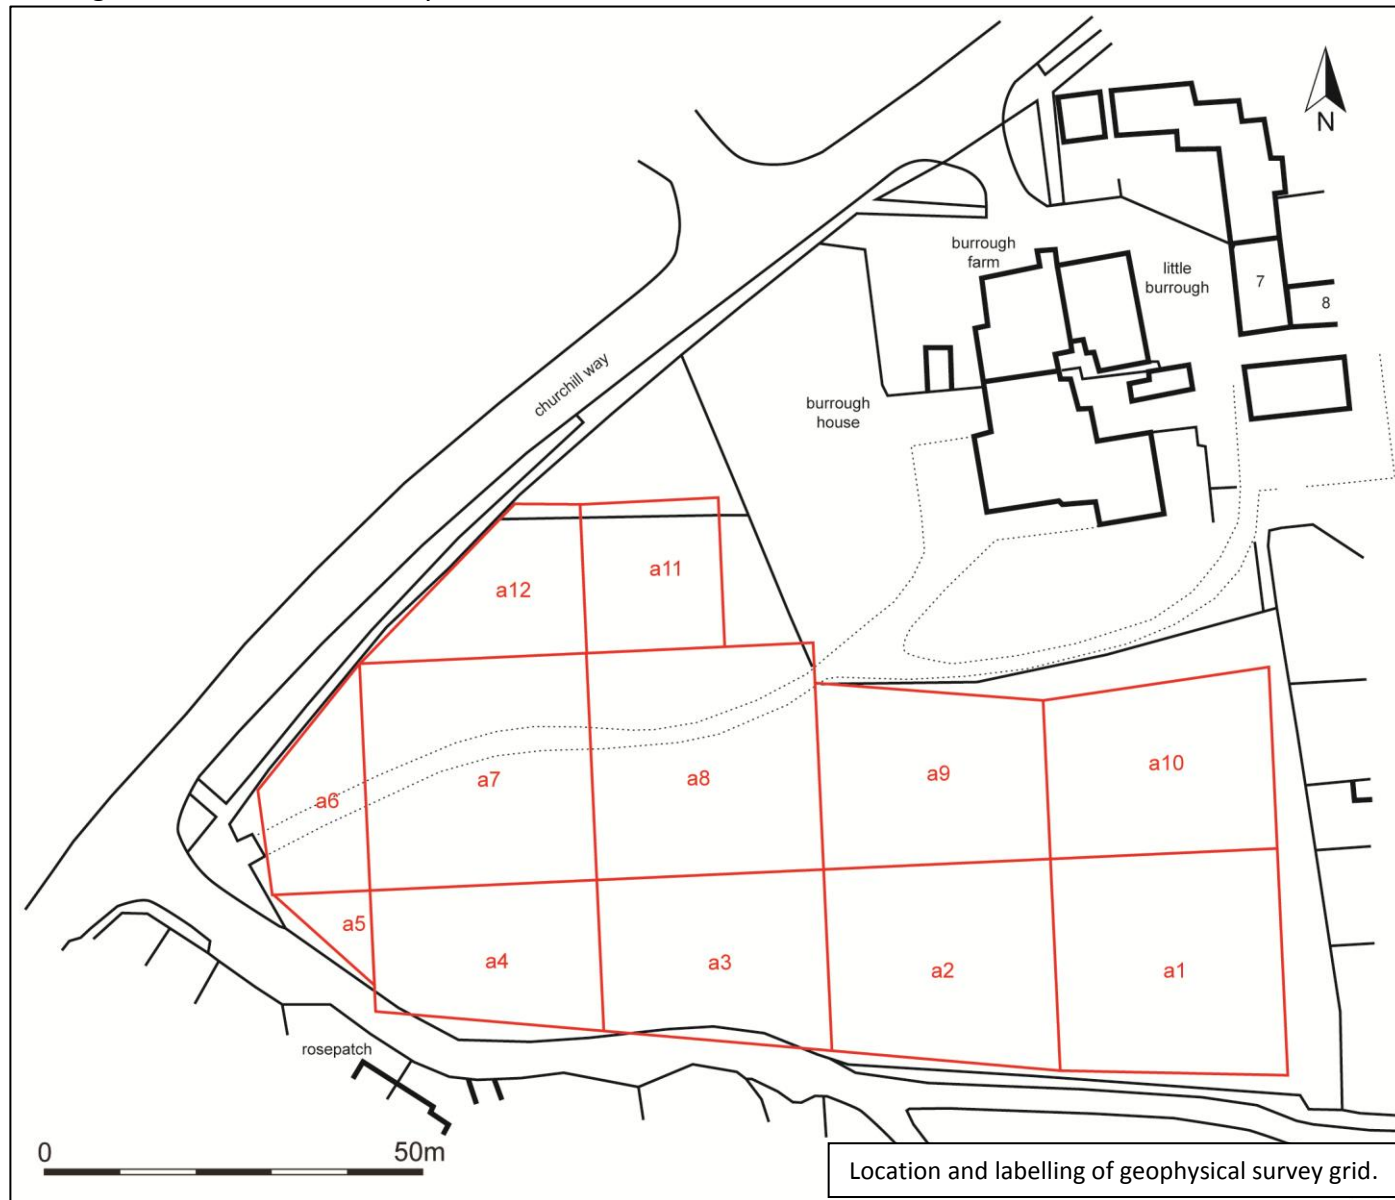 N
burrough
farm
little
burrough
7
8
churchill way
burrough
house
a12
a11
a6
a7
a8
a9
a10
a5
a4
a3
a2
a1
rosepatch
0
50m
Location and labelling of geophysical survey grid.